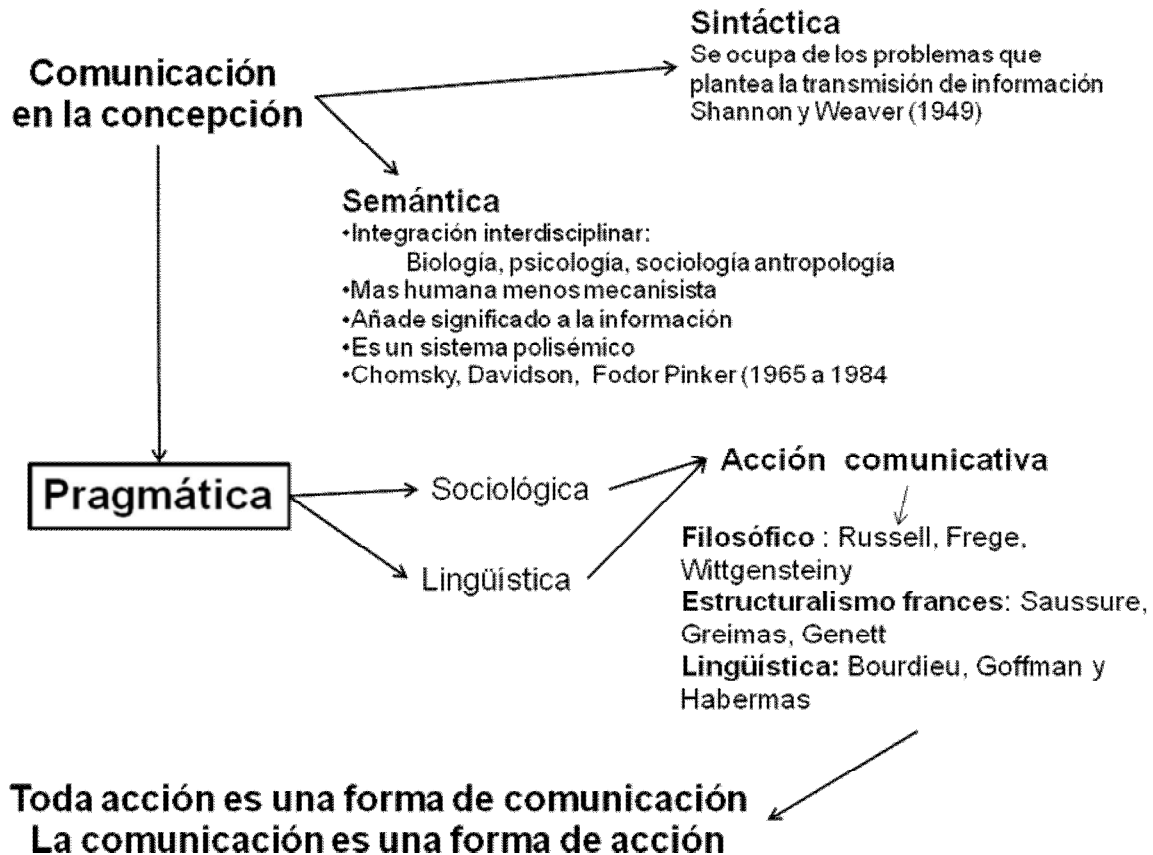 Comunicación
en la concepción
Sintáctica
Se ocupa de los problemas que
plantea la transmisión de información
Shannon y Weaver (1949)
Semántica
•Integración interdisciplinar:
Biología, psicología, sociología antropología
•Mas humana menos mecanisista
•Añade significado a la información
•Es un sistema polisémico
•Chomsky, Davidson, Fodor Pinker (1965 a 1984
Pragmática
Sociológica
Lingüística
Acción comunicativa
Filosófico : Russell, Frege,
Wittgensteiny
Estructuralismo frances: Saussure,
Greimas, Genett
Lingüística: Bourdieu, Goffman y
Habermas
Toda acción es una forma de comunicación
La comunicación es una forma de acción